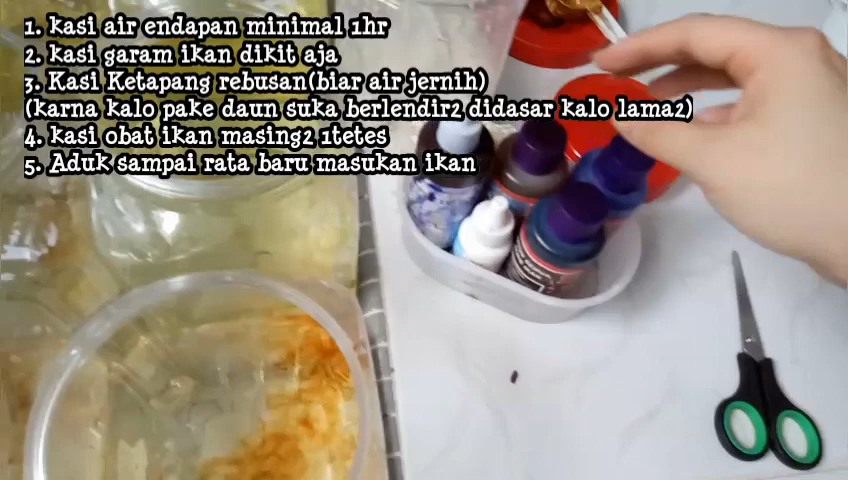 1. kasi air endapan minimal 1hr
2. kasi garam ikan dikit aja
3. Kasi Ketapang rebusan(biar air jernih)
(karna kalo pake daun suka berlendir2 didasar kalo lama2)
4. kasi obat ikan masing2 1tetes
5. Aduk sampai rata baru masukan ikan